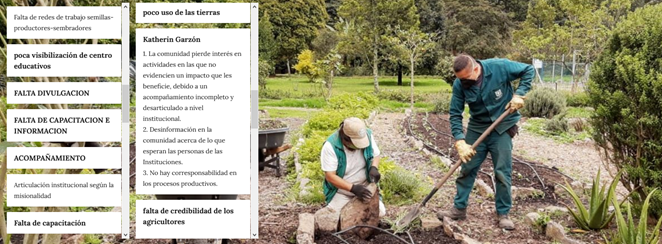 Falta de redes de trabajo semillas-
productores-sembradores
poca visibilización de centro
educativos
FALTA DIVULGACION
FALTA DE CAPACITACION E
INFORMACION
ACOMPAÑAMIENTO
Articulación institucional según la
misionalidad
Falta de capacitación
poco uso de las tierras
Katherin Garzón
1. La comunidad pierde interés en
actividades en las que no
evidencien un impacto que les
beneficie, debido a un
acompañamiento incompleto y
desarticulado a nivel
institucional.
2. Desinformación en la
comunidad acerca de lo que
esperan las personas de las
Instituciones.
3. No hay corresponsabilidad en
los procesos productivos.
falta de credibilidad de los
agricultores